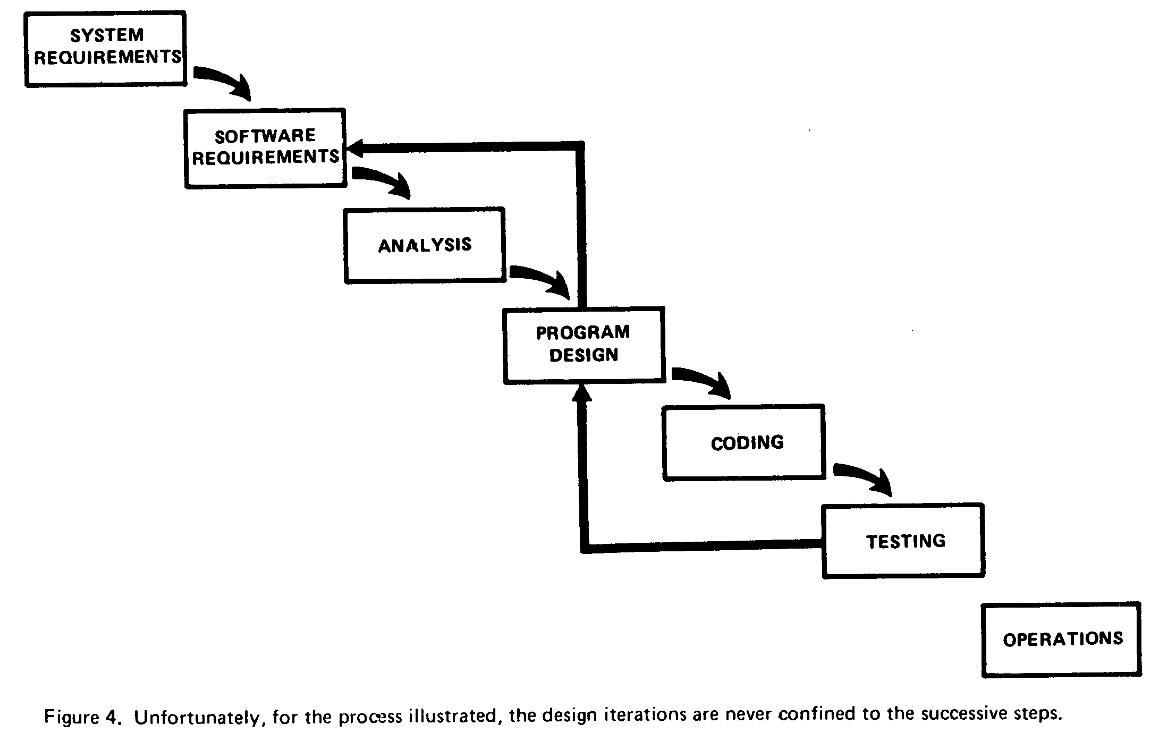 SYSTEM
REQUIREMENTS
SOFTWARE
REQUIREMENTS
ANALYSIS
PROGRAM
DESIGN
CODING
TESTING
OPERATIONS
Figure 4. Unfortunately, for the process illustrated, the design iterations are never confined to the successive steps.